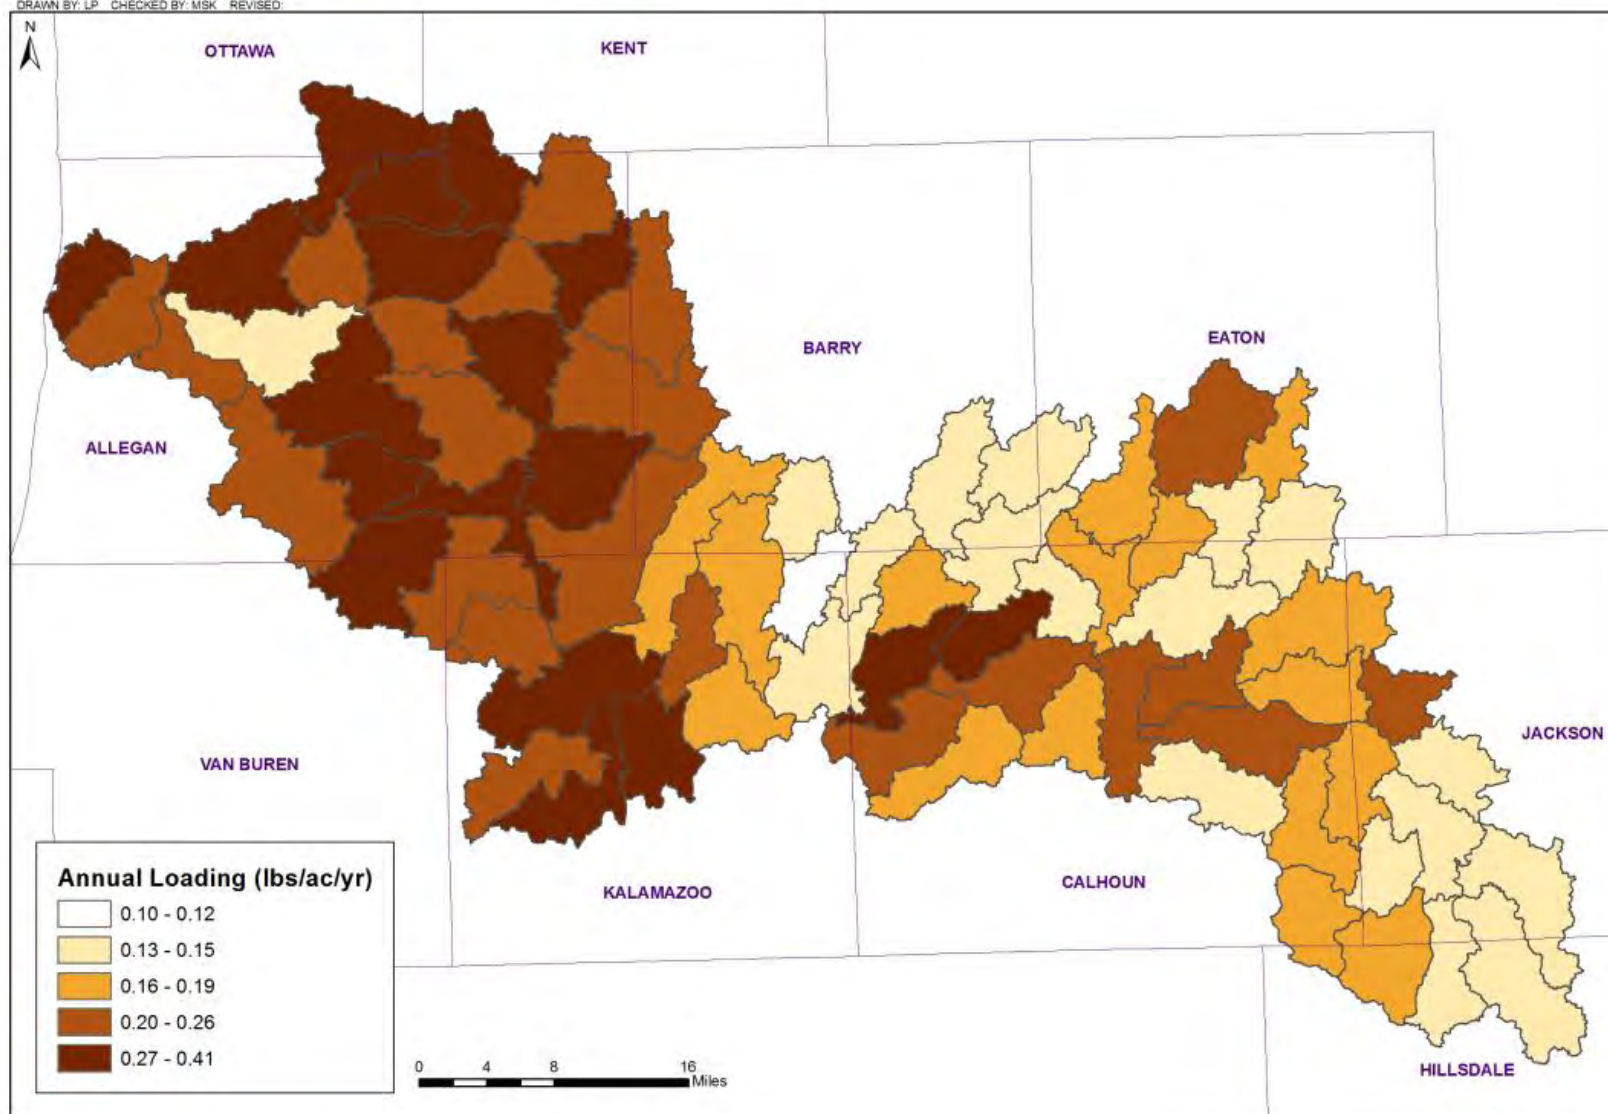 DRAWN BY: LP CHECKED BY: MSK REVISED:
N
OTTAWA
KENT
BARRY
EATON
ALLEGAN
VAN BUREN
JACKSON
KALAMAZOO
CALHOUN
HILLSDALE
Annual Loading (lbs/ac/yr)
0.10 - 0.12
0.13 - 0.15
0.16 - 0.19
0.20 - 0.26
0.27 - 0.41
0 4 8 16
Miles